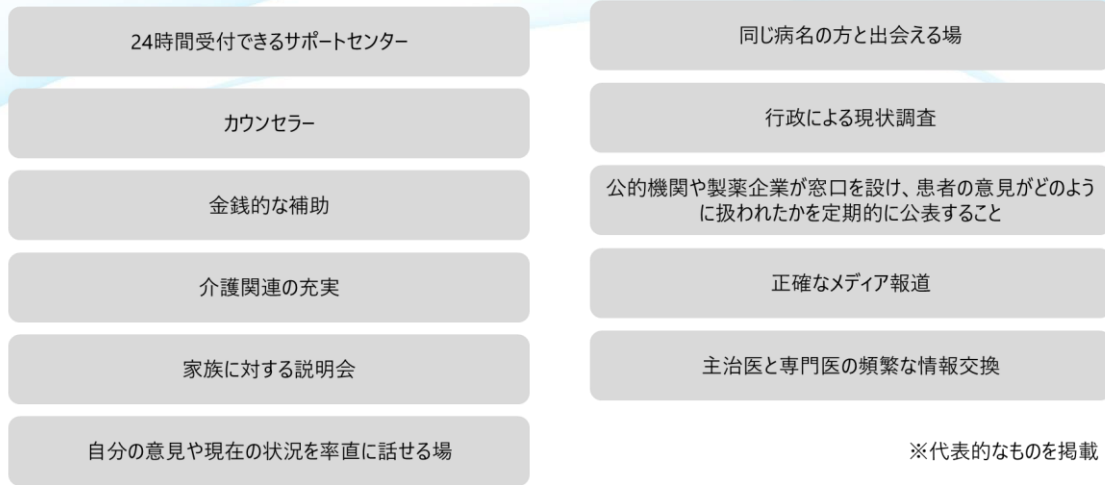 24時間受付できるサポートセンター
カウンセラー
金銭的な補助
介護関連の充実
家族に対する説明会
自分の意見や現在の状況を率直に話せる場
同じ病名の方と出会える場
行政による現状調査
公的機関や製薬企業が窓口を設け、患者の意見がどのよう
に扱われたかを定期的に公表すること
正確なメディア報道
主治医と専門医の頻繁な情報交換
※代表的なものを掲載